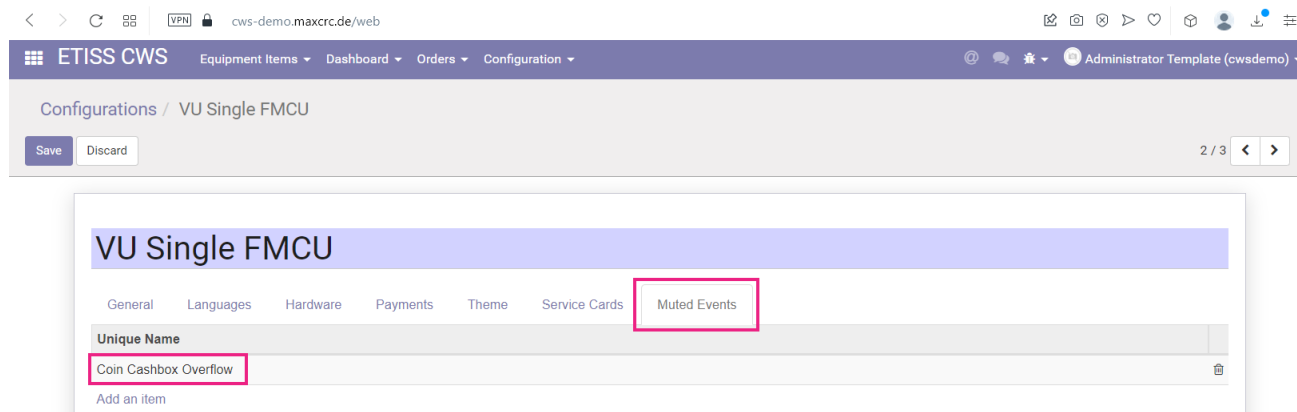 VPN cws-demo.maxcrc.de/web
ETISS CWS Equipment Items Dashboard Orders Configuration @ Administrator Template (cwsdemo)
Configurations / VU Single FMCU
Save Discard 2 / 3
VU Single FMCU
General Languages Hardware Payments Theme Service Cards Muted Events
Unique Name
Coin Cashbox Overflow
Add an item